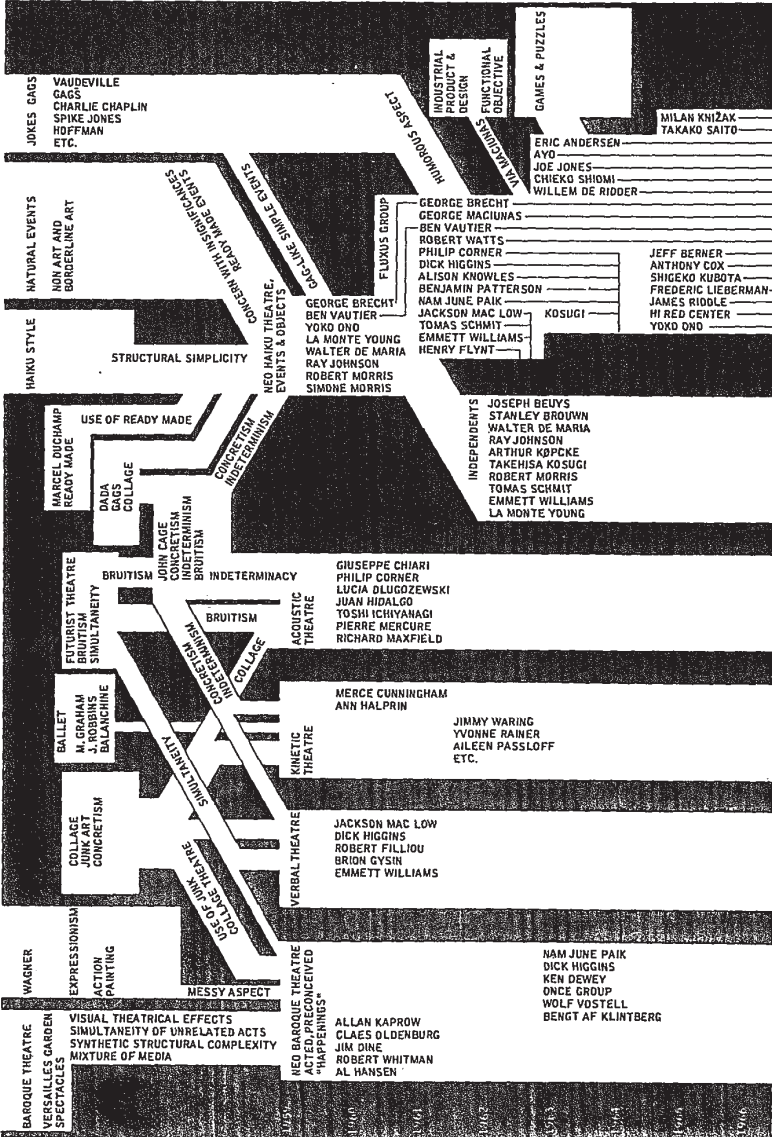 JOKES GAGS
VAUDEVILLE
GAGS
CHARLIE CHAPLIN
SPIKE JONES
HOFFMAN
ETC.
INDUSTRIAL
PRODUCT &
DESIGN
FUNCTIONAL
OBJECTIVE
GAMES & PUZZLES
HUMOROUS ASPECT
VIA MACIUNAS
MILAN KNIŽAK
TAKAKO SAITO
ERIC ANDERSEN
AYO
JOE JONES
CHIEKO SHIOMI
WILLEM DE RIDDER
NATURAL EVENTS
NON ART AND
BORDERLINE ART
CONCERN WITH INSIGNIFICANCES
READY MADE EVENTS
GAG-LIKE SIMPLE EVENTS
FLUXUS GROUP
GEORGE BRECHT
GEORGE MACIUNAS
BEN VAUTIER
ROBERT WATTS
PHILIP CORNER
DICK HIGGINS
ALISON KNOWLES
BENJAMIN PATTERSON
NAM JUNE PAIK
JACKSON MAC LOW
TOMAS SCHMIT
EMMETT WILLIAMS
HENRY FLYNT
KOSUGI
JEFF BERNER
ANTHONY COX
SHIGEKO KUBOTA
FREDERIC LIEBERMAN
JAMES RIDDLE
HI RED CENTER
YOKO ONO
HAIKU STYLE
STRUCTURAL SIMPLICITY
NEO HAIKU THEATRE,
EVENTS & OBJECTS
GEORGE BRECHT
BEN VAUTIER
YOKO ONO
LA MONTE YOUNG
WALTER DE MARIA
RAY JOHNSON
ROBERT MORRIS
SIMONE MORRIS
MARCEL DUCHAMP
READY MADE
USE OF READY MADE
DADA
GAGS
COLLAGE
CONCRETISM
INDETERMINISM
INDEPENDENTS
JOSEPH BEUYS
STANLEY BROUWN
WALTER DE MARIA
RAY JOHNSON
ARTHUR KØPCKE
TAKEHISA KOSUGI
ROBERT MORRIS
TOMAS SCHMIT
EMMETT WILLIAMS
LA MONTE YOUNG
FUTURIST THEATRE
BRUITISM
SIMULTANEITY
BRUITISM
JOHN CAGE
CONCRETISM
INDETERMINISM
BRUITISM
INDETERMINACY
BRUITISM
CONCRETISM
INDETERMINISM
COLLAGE
ACOUSTIC
THEATRE
GIUSEPPE CHIARI
PHILIP CORNER
LUCIA DLUGOZEWSKI
JUAN HIDALGO
TOSHI ICHIYANAGI
PIERRE MERCURE
RICHARD MAXFIELD
BALLET
M. GRAHAM
J. ROBBINS
BALANCHINE
SIMULTANEITY
KINETIC
THEATRE
MERCE CUNNINGHAM
ANN HALPRIN
JIMMY WARING
YVONNE RAINER
AILEEN PASSLOFF
ETC.
COLLAGE
JUNK ART
CONCRETISM
USE OF JUNK
COLLAGE THEATRE
VERBAL THEATRE
JACKSON MAC LOW
DICK HIGGINS
ROBERT FILLIOU
BRION GYSIN
EMMETT WILLIAMS
WAGNER
EXPRESSIONISM
ACTION
PAINTING
MESSY ASPECT
BAROQUE THEATRE
VERSAILLES GARDEN
SPECTACLES
VISUAL THEATRICAL EFFECTS
SIMULTANEITY OF UNRELATED ACTS
SYNTHETIC STRUCTURAL COMPLEXITY
MIXTURE OF MEDIA
NEO BAROQUE THEATRE
ACTED, PRECONCEIVED
"HAPPENINGS"
ALLAN KAPROW
CLAES OLDENBURG
JIM DINE
ROBERT WHITMAN
AL HANSEN
NAM JUNE PAIK
DICK HIGGINS
KEN DEWEY
ONCE GROUP
WOLF VOSTELL
BENGT AF KLINTBERG
1959
1960
1961
1962
1963
1964
1965
1966